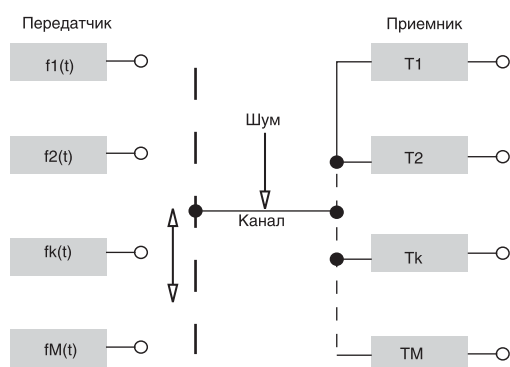 Передатчик
Приемник
f1(t)
T1
Шум
f2(t)
T2
Канал
fk(t)
Tk
fM(t)
TM